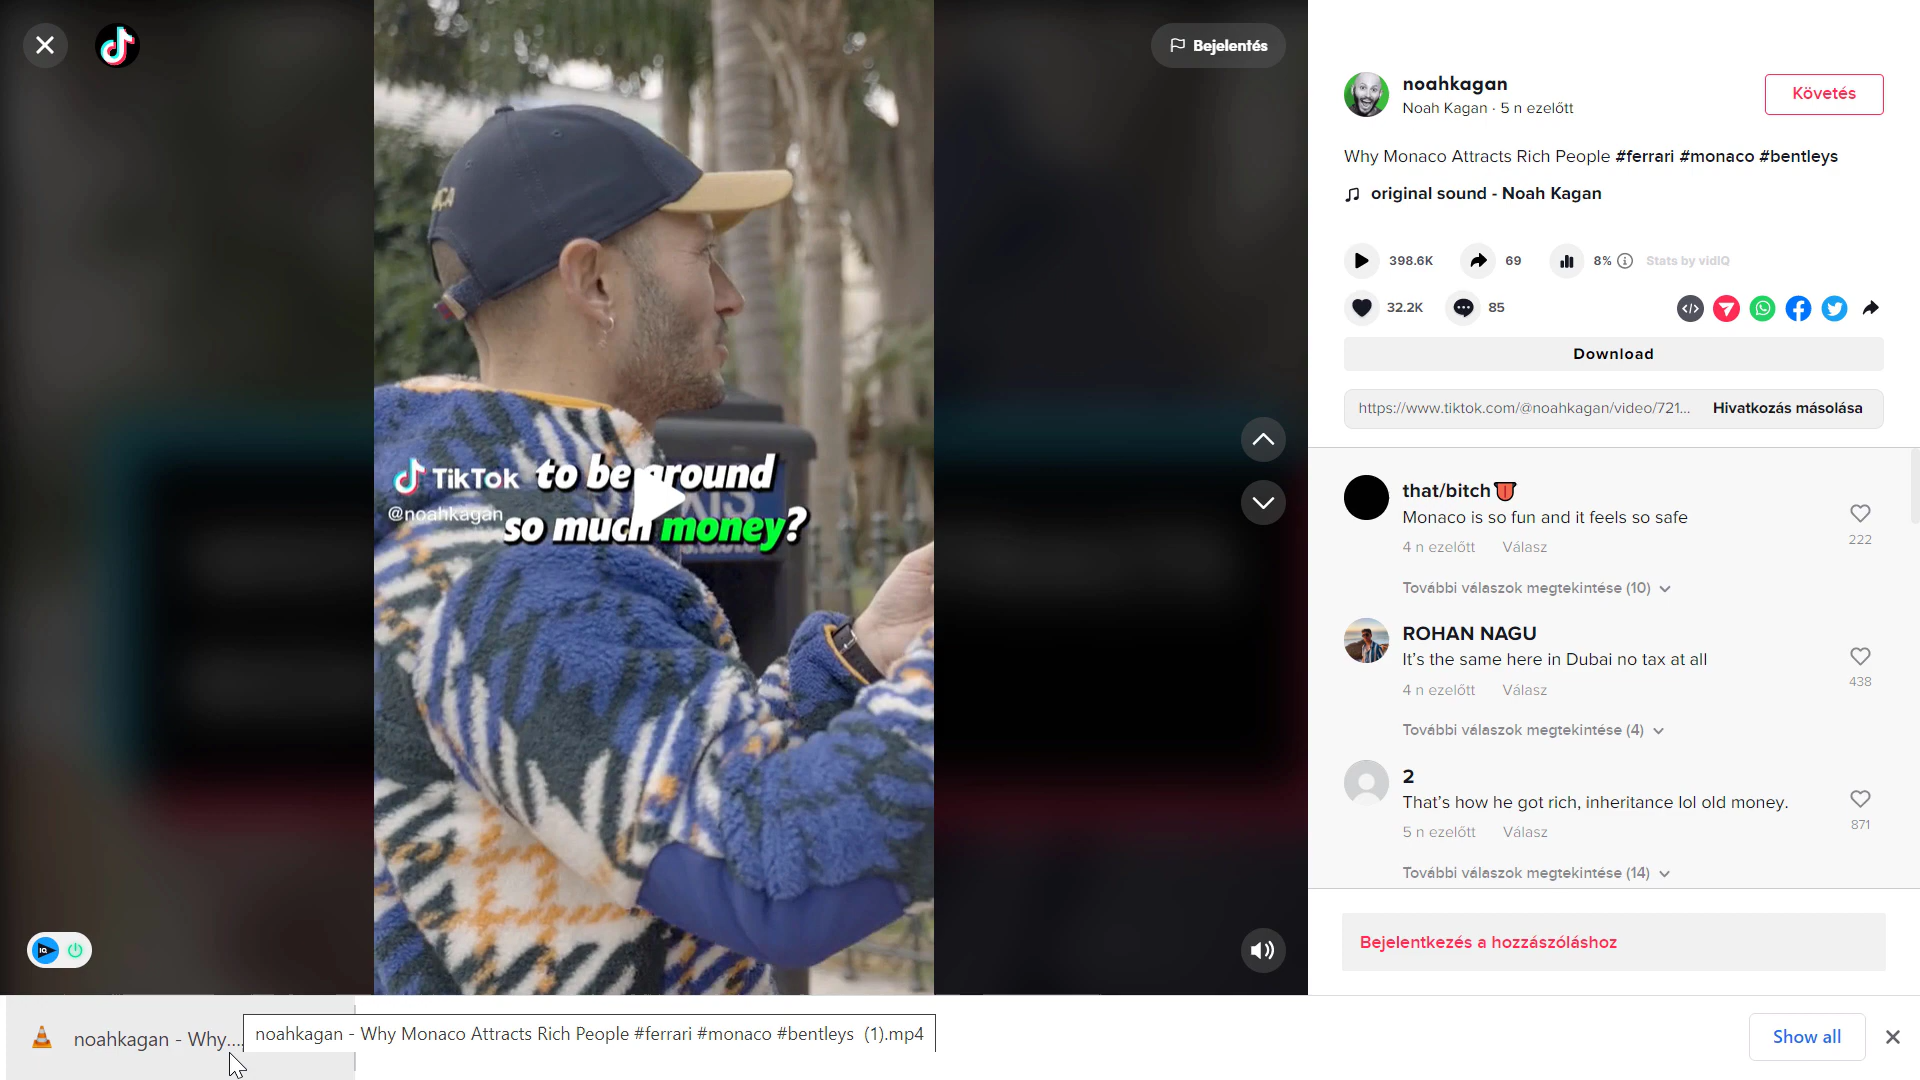 Bejelentés
TikTok
@noahkagan
to be around
so much money?
noahkagan
Noah Kagan · 5 n ezelőtt
Követés
Why Monaco Attracts Rich People #ferrari #monaco #bentleys
original sound - Noah Kagan
398.6K
69
8%
Stats by vidIQ
32.2K
85
Download
https://www.tiktok.com/@noahkagan/video/721...
Hivatkozás másolása
that/bitch
Monaco is so fun and it feels so safe
222
4 n ezelőtt Válasz
További válaszok megtekintése (10)
ROHAN NAGU
It's the same here in Dubai no tax at all
438
4 n ezelőtt Válasz
További válaszok megtekintése (4)
2
That's how he got rich, inheritance lol old money.
871
5 n ezelőtt Válasz
További válaszok megtekintése (14)
Bejelentkezés a hozzászóláshoz
noahkagan - Why...
noahkagan - Why Monaco Attracts Rich People #ferrari #monaco #bentleys (1).mp4
Show all